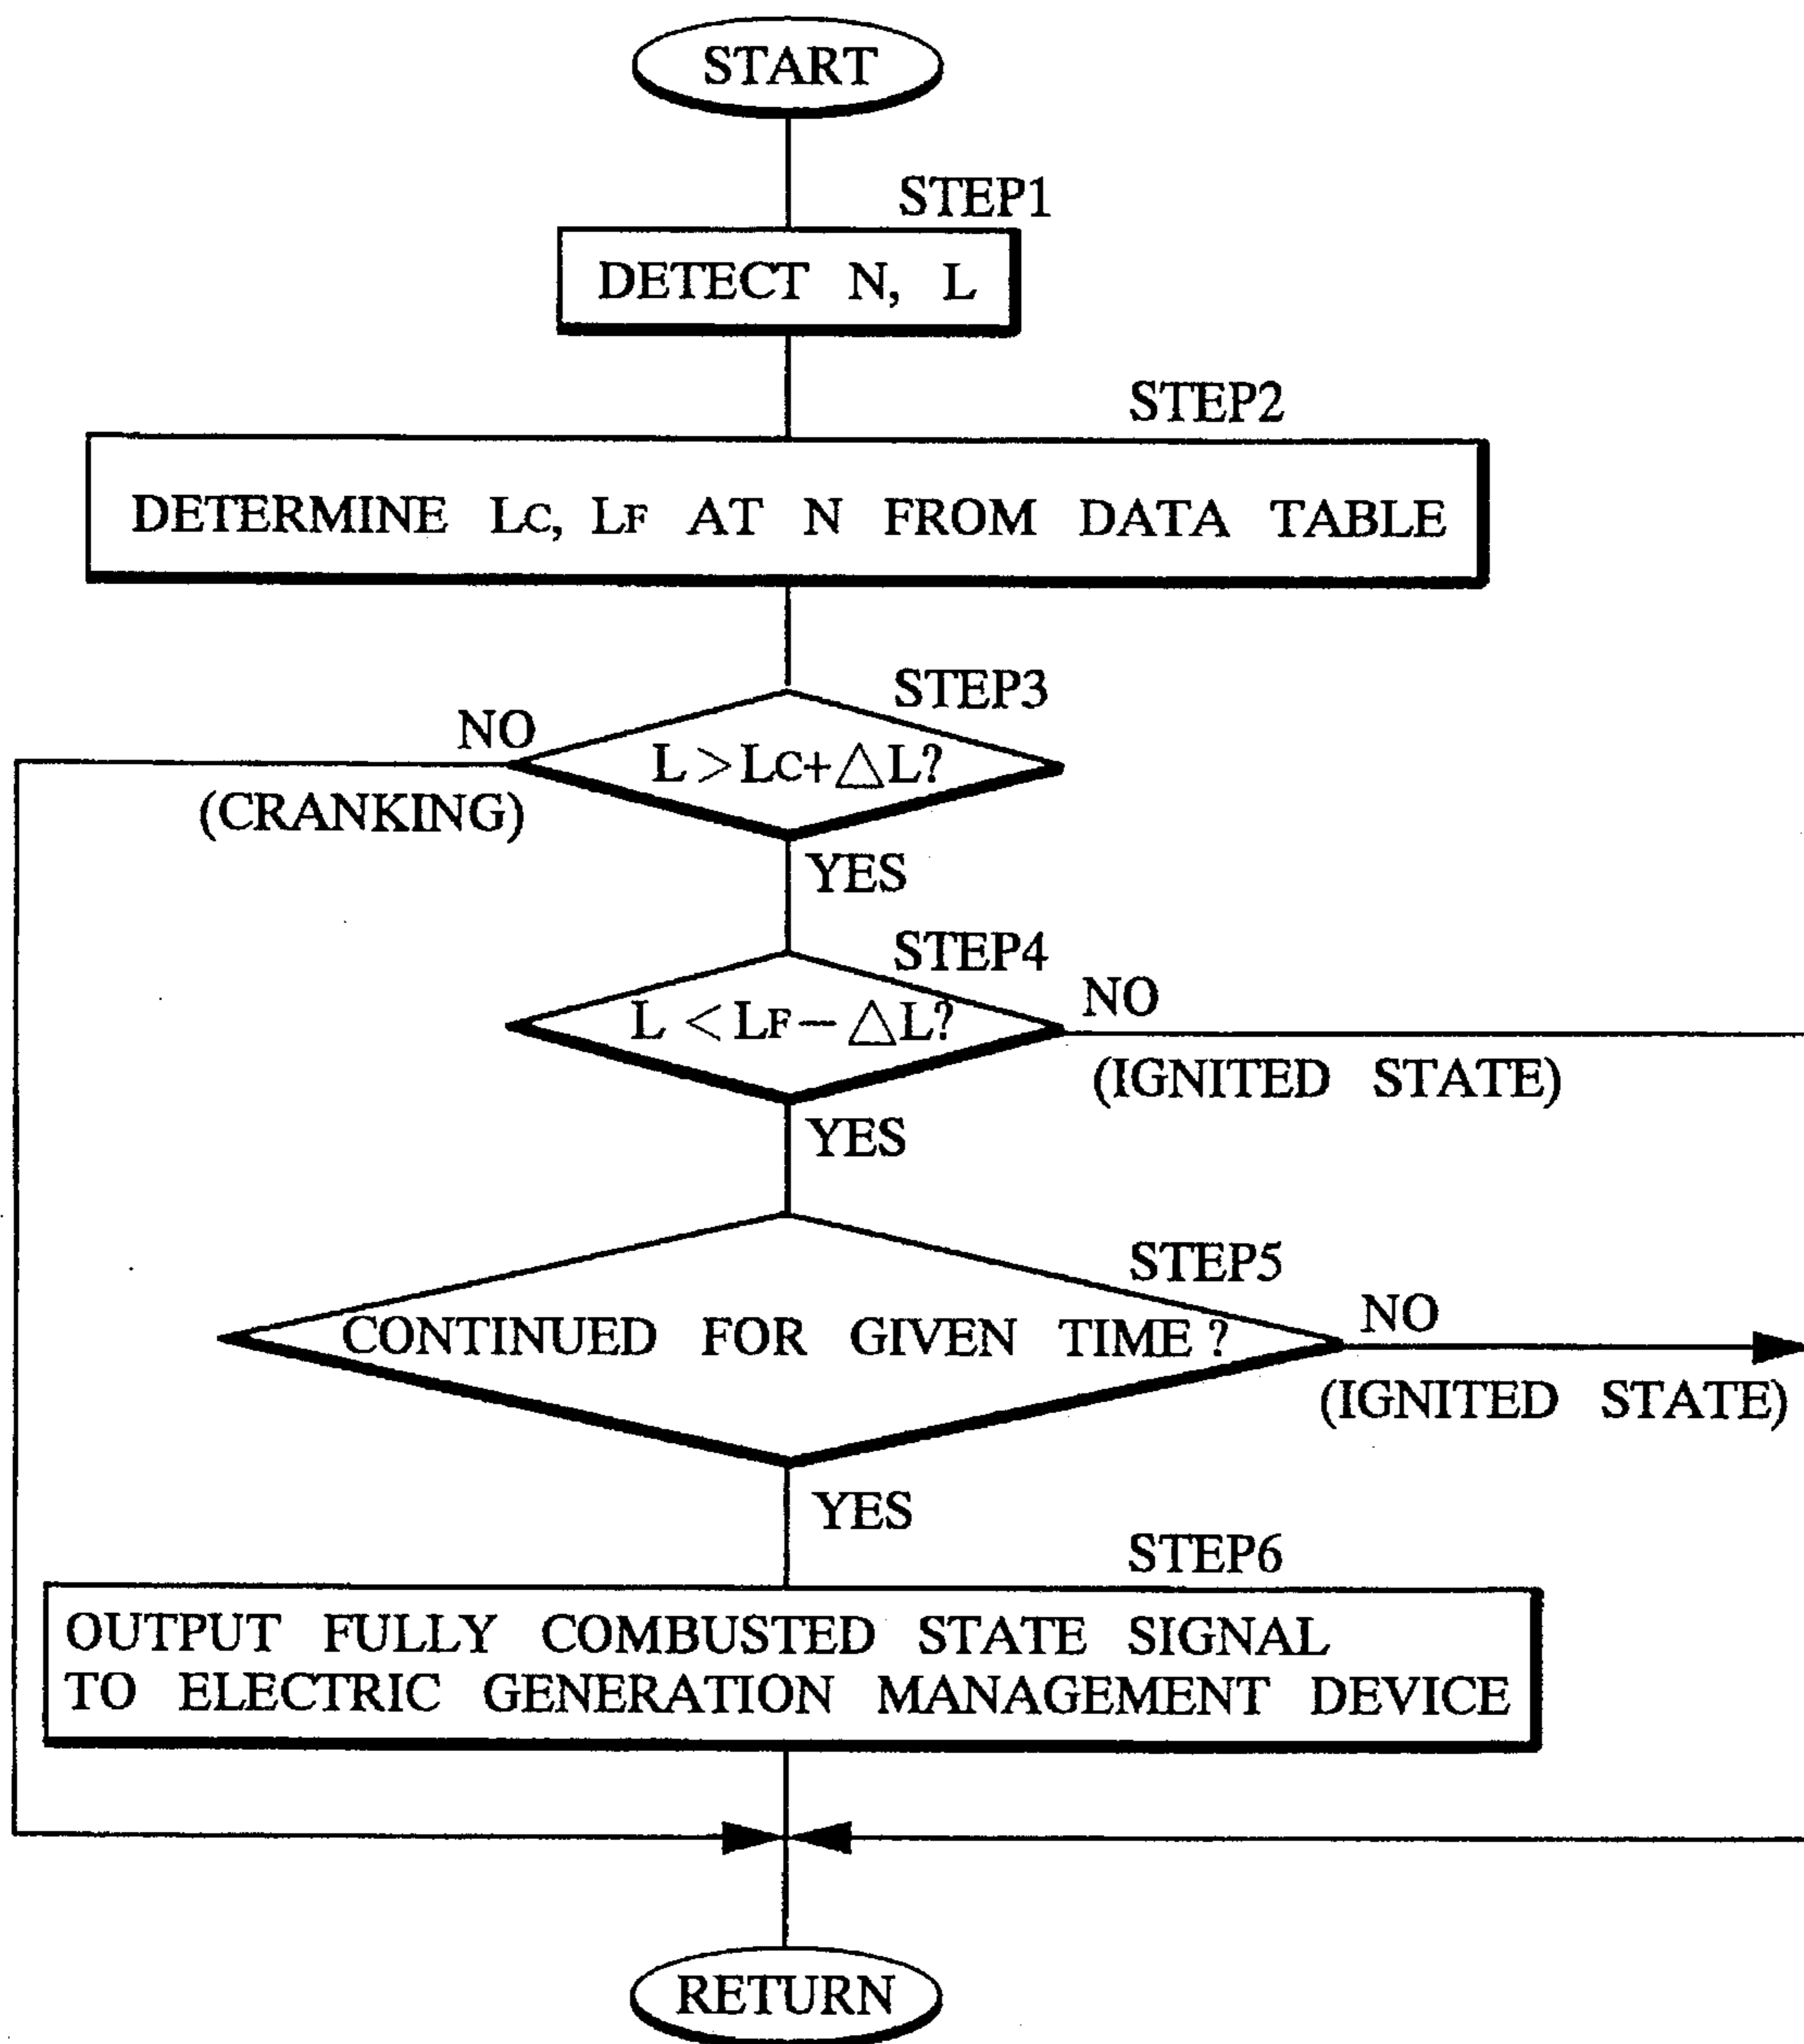 START
STEP1
DETECT N, L
STEP2
DETERMINE LC, LF AT N FROM DATA TABLE
STEP3
NO
L>LC+△L?
(CRANKING)
YES
STEP4
NO
L<LF−△L?
(IGNITED STATE)
YES
STEP5
NO
CONTINUED FOR GIVEN TIME?
(IGNITED STATE)
YES
STEP6
OUTPUT FULLY COMBUSTED STATE SIGNAL
TO ELECTRIC GENERATION MANAGEMENT DEVICE
RETURN